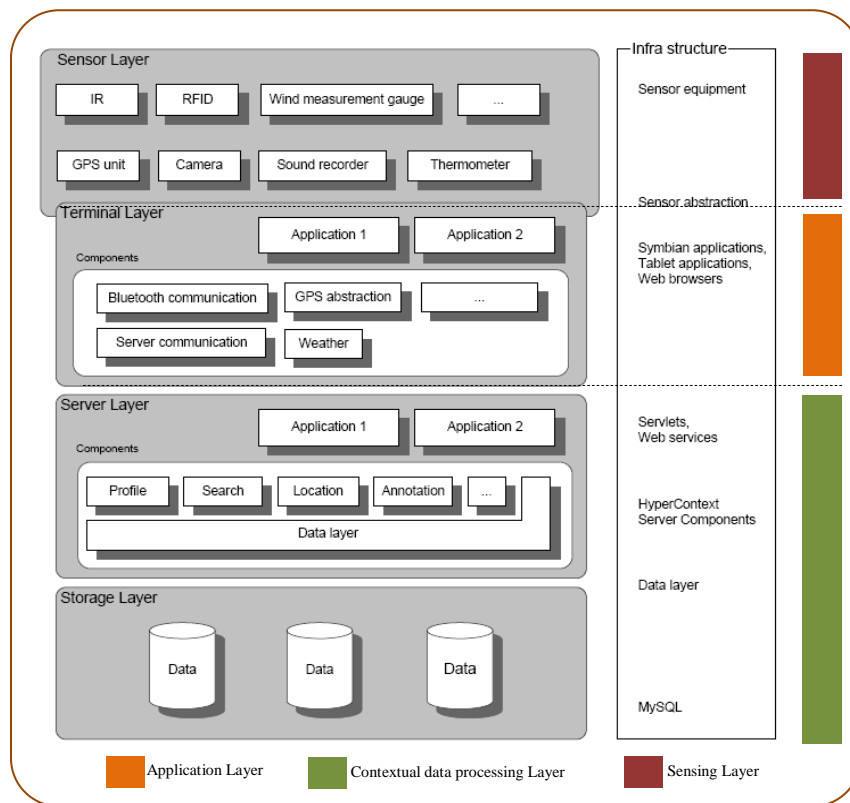 Sensor Layer
IR
RFID
Wind measurement gauge
...
GPS unit
Camera
Sound recorder
Thermometer
Terminal Layer
Application 1
Application 2
Components
Bluetooth communication
GPS abstraction
...
Server communication
Weather
Server Layer
Application 1
Application 2
Components
Profile
Search
Location
Annotation
...
Data layer
Storage Layer
Data
Data
Data
Infra structure
Sensor equipment
Sensor abstraction
Symbian applications,
Tablet applications,
Web browsers
Servlets,
Web services
HyperContext
Server Components
Data layer
MySQL
Application Layer
Contextual data processing Layer
Sensing Layer